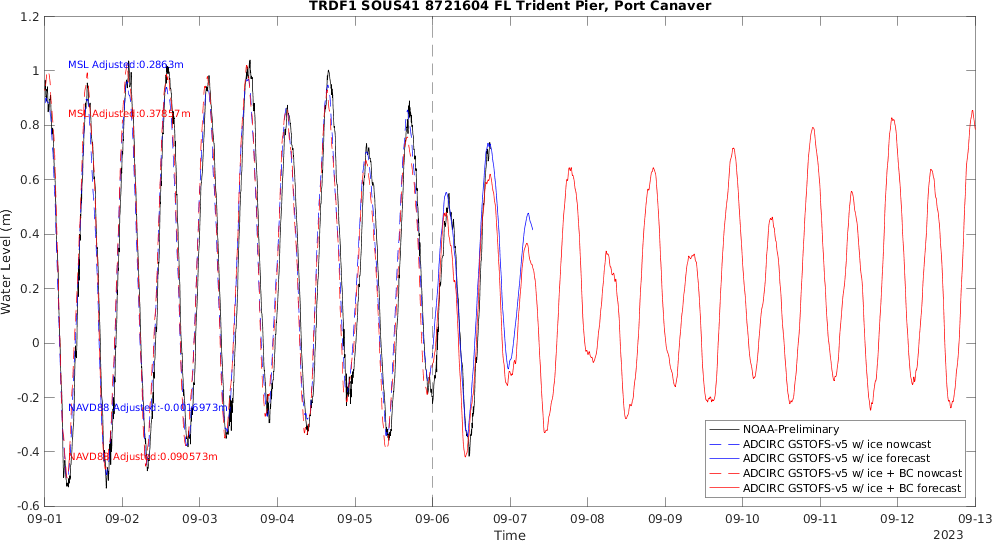 TRDF1 SOUS41 8721604 FL Trident Pier, Port Canaver
1.2
1
0.8
0.6
0.4
0.2
0
-0.2
-0.4
-0.6
Water Level (m)
MSL Adjusted:0.2863m
MSL Adjusted:0.37857m
NAVD88 Adjusted:-0.0016973m
NAVD88 Adjusted:0.090573m
NOAA-Preliminary
ADCIRC GSTOFS-v5 w/ ice nowcast
ADCIRC GSTOFS-v5 w/ ice forecast
ADCIRC GSTOFS-v5 w/ ice + BC nowcast
ADCIRC GSTOFS-v5 w/ ice + BC forecast
09-01 09-02 09-03 09-04 09-05 09-06 09-07 09-08 09-09 09-10 09-11 09-12 09-13
Time
2023